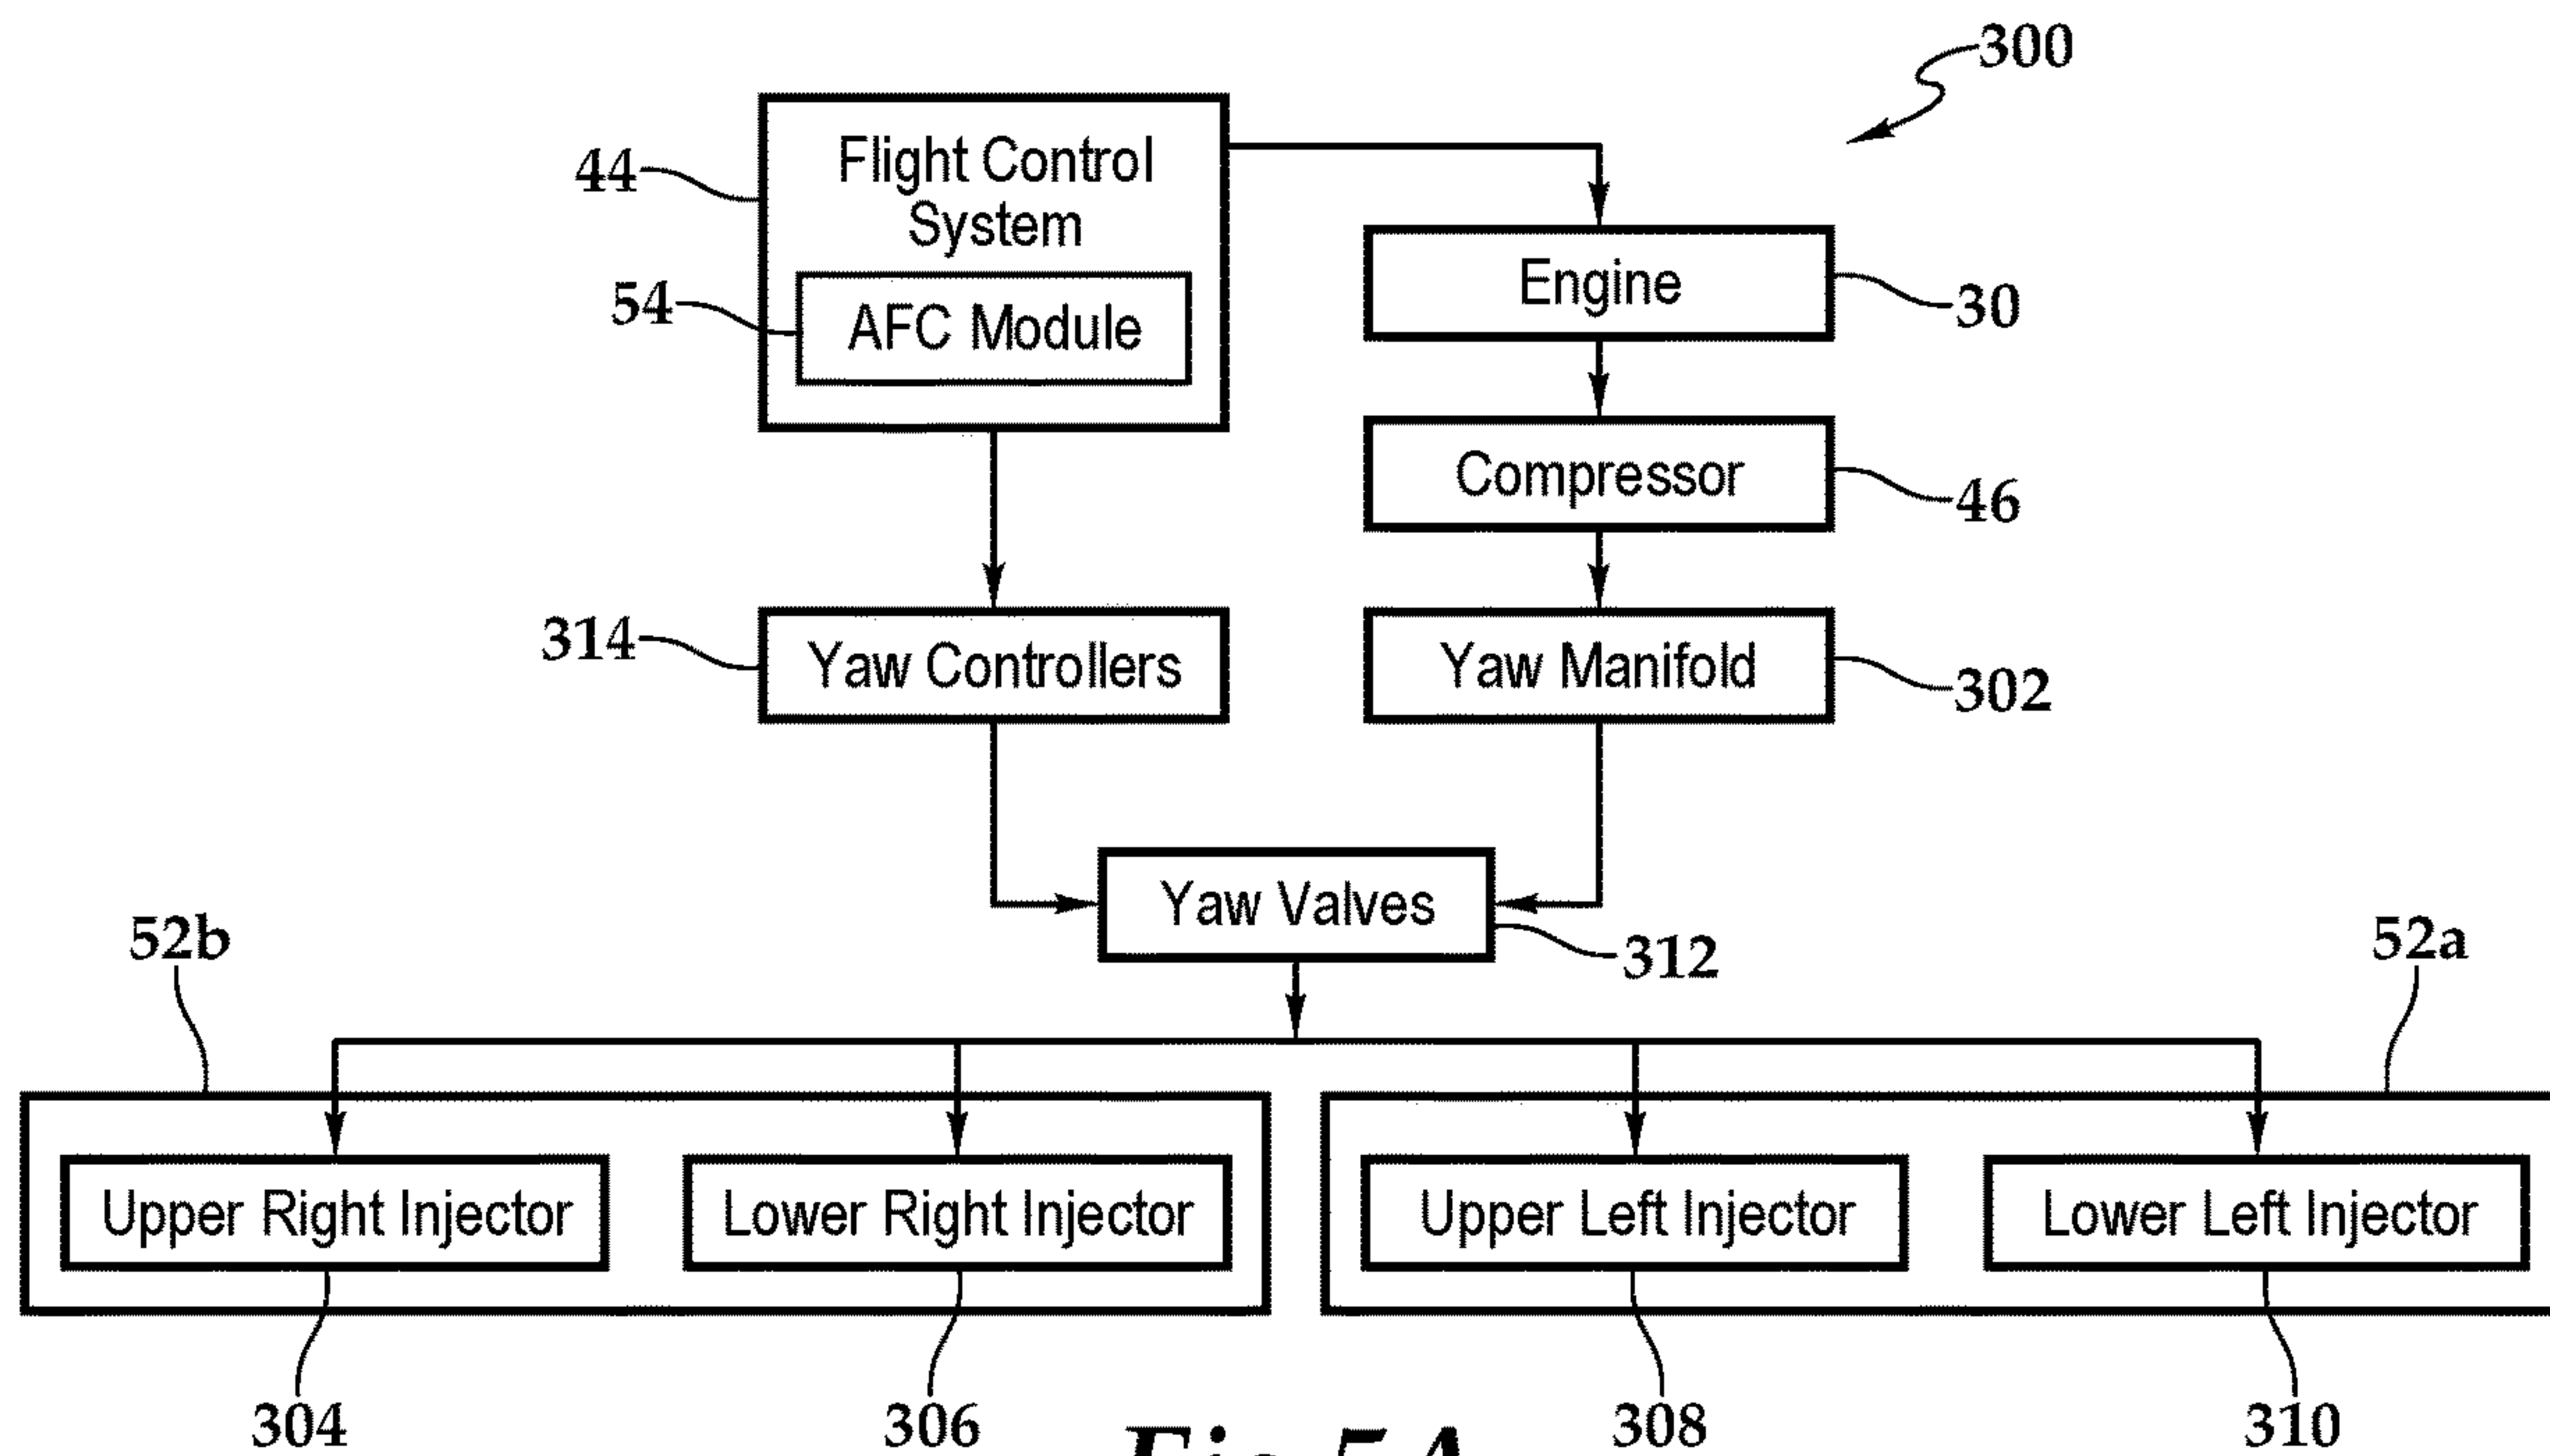 300
44
Flight Control
System
54
AFC Module
Engine
30
Compressor
46
314
Yaw Controllers
Yaw Manifold
302
Yaw Valves
312
52b
52a
Upper Right Injector
Lower Right Injector
Upper Left Injector
Lower Left Injector
304
306
308
310
Fig.5A